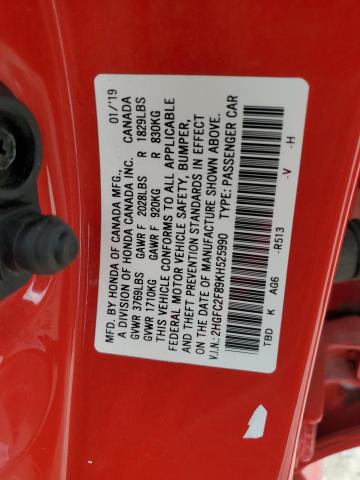 MFD. BY HONDA OF CANADA MFG., 01/'19
A DIVISION OF HONDA CANADA INC. CANADA
GVWR 3769LBS GAWR F 2028LBS R 1829LBS
GVWR 1710KG GAWR F 920KG R 830KG
THIS VEHICLE CONFORMS TO ALL APPLICABLE
FEDERAL MOTOR VEHICLE SAFETY, BUMPER,
AND THEFT PREVENTION STANDARDS IN EFFECT
ON THE DATE OF MANUFACTURE SHOWN ABOVE.
V.I.N.: 2HGFC2F89KH525990 TYPE: PASSENGER CAR
TBD K AG6 -R513 -V -H